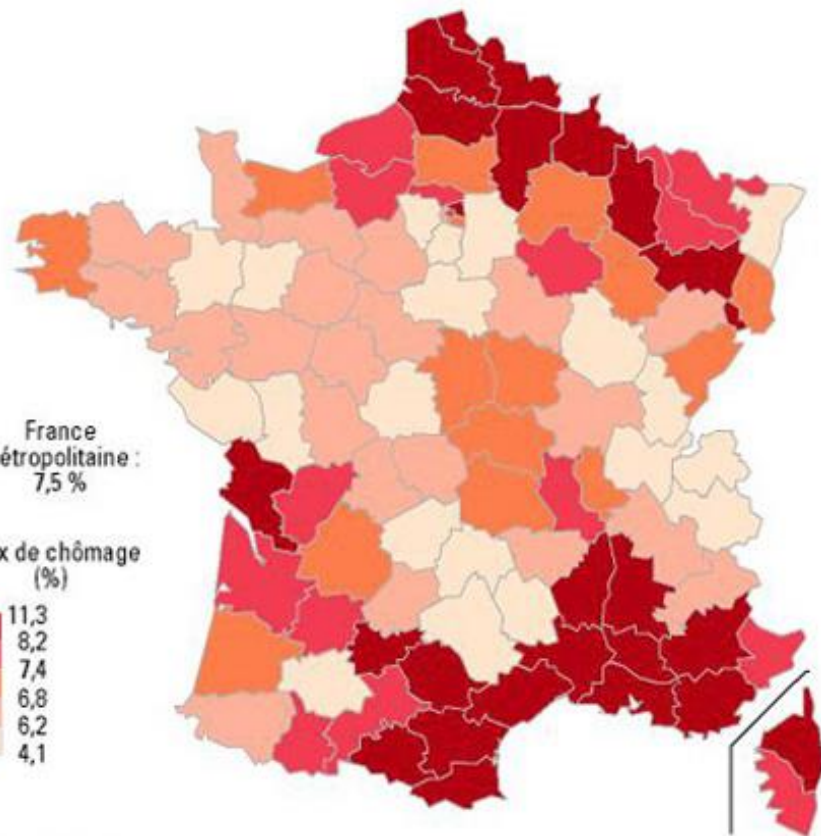 France
étropolitaine :
7,5 %
x de chômage
(%)
11,3
8,2
7,4
6,8
6,2
4,1